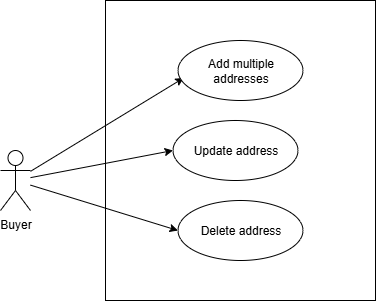 Add multiple
addresses
Update address
Delete address
Buyer